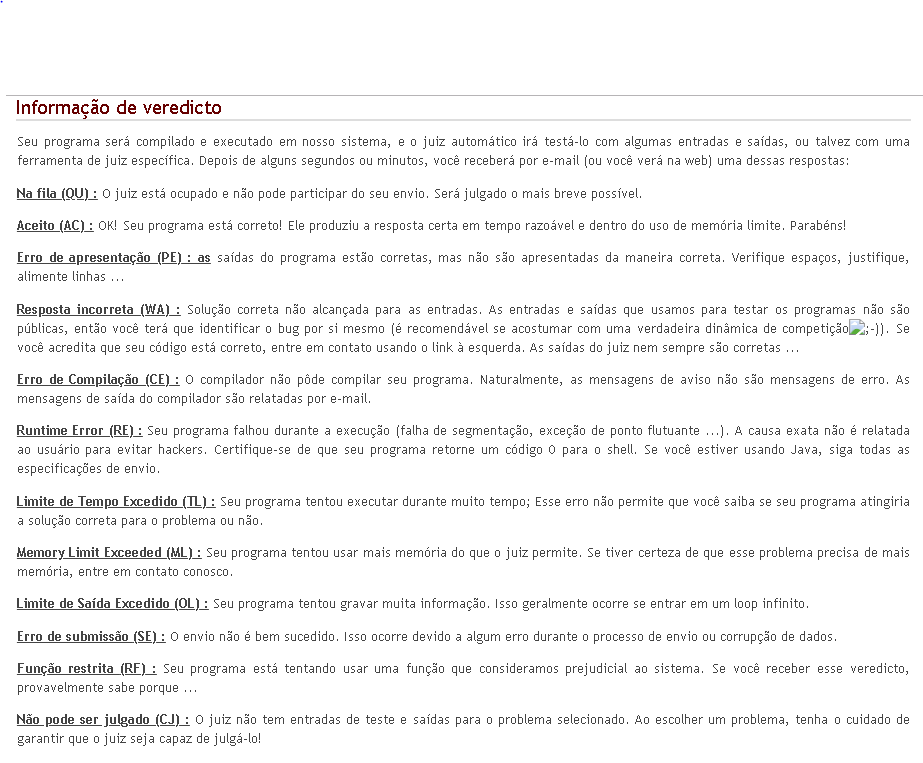 Informação de veredicto
Seu programa será compilado e executado em nosso sistema, e o juiz automático irá testá-lo com algumas entradas e saídas, ou talvez com uma
ferramenta de juiz específica. Depois de alguns segundos ou minutos, você receberá por e-mail (ou você verá na web) uma dessas respostas:
Na fila (QU) : O juiz está ocupado e não pode participar do seu envio. Será julgado o mais breve possível.
Aceito (AC) : OK! Seu programa está correto! Ele produziu a resposta certa em tempo razoável e dentro do uso de memória limite. Parabéns!
Erro de apresentação (PE) : as saídas do programa estão corretas, mas não são apresentadas da maneira correta. Verifique espaços, justifique,
alimente linhas ...
Resposta incorreta (WA) : Solução correta não alcançada para as entradas. As entradas e saídas que usamos para testar os programas não são
públicas, então você terá que identificar o bug por si mesmo (é recomendável se acostumar com uma verdadeira dinâmica de competição;-)). Se
você acredita que seu código está correto, entre em contato usando o link à esquerda. As saídas do juiz nem sempre são corretas ...
Erro de Compilação (CE) : O compilador não pôde compilar seu programa. Naturalmente, as mensagens de aviso não são mensagens de erro. As
mensagens de saída do compilador são relatadas por e-mail.
Runtime Error (RE) : Seu programa falhou durante a execução (falha de segmentação, exceção de ponto flutuante ...). A causa exata não é relatada
ao usuário para evitar hackers. Certifique-se de que seu programa retorne um código 0 para o shell. Se você estiver usando Java, siga todas as
especificações de envio.
Limite de Tempo Excedido (TL) : Seu programa tentou executar durante muito tempo; Esse erro não permite que você saiba se seu programa atingiria
a solução correta para o problema ou não.
Memory Limit Exceeded (ML) : Seu programa tentou usar mais memória do que o juiz permite. Se tiver certeza de que esse problema precisa de mais
memória, entre em contato conosco.
Limite de Saída Excedido (OL) : Seu programa tentou gravar muita informação. Isso geralmente ocorre se entrar em um loop infinito.
Erro de submissão (SE) : O envio não é bem sucedido. Isso ocorre devido a algum erro durante o processo de envio ou corrupção de dados.
Função restrita (RF) : Seu programa está tentando usar uma função que consideramos prejudicial ao sistema. Se você receber esse veredicto,
provavelmente sabe porque ...
Não pode ser julgado (CJ) : O juiz não tem entradas de teste e saídas para o problema selecionado. Ao escolher um problema, tenha o cuidado de
garantir que o juiz seja capaz de julgá-lo!